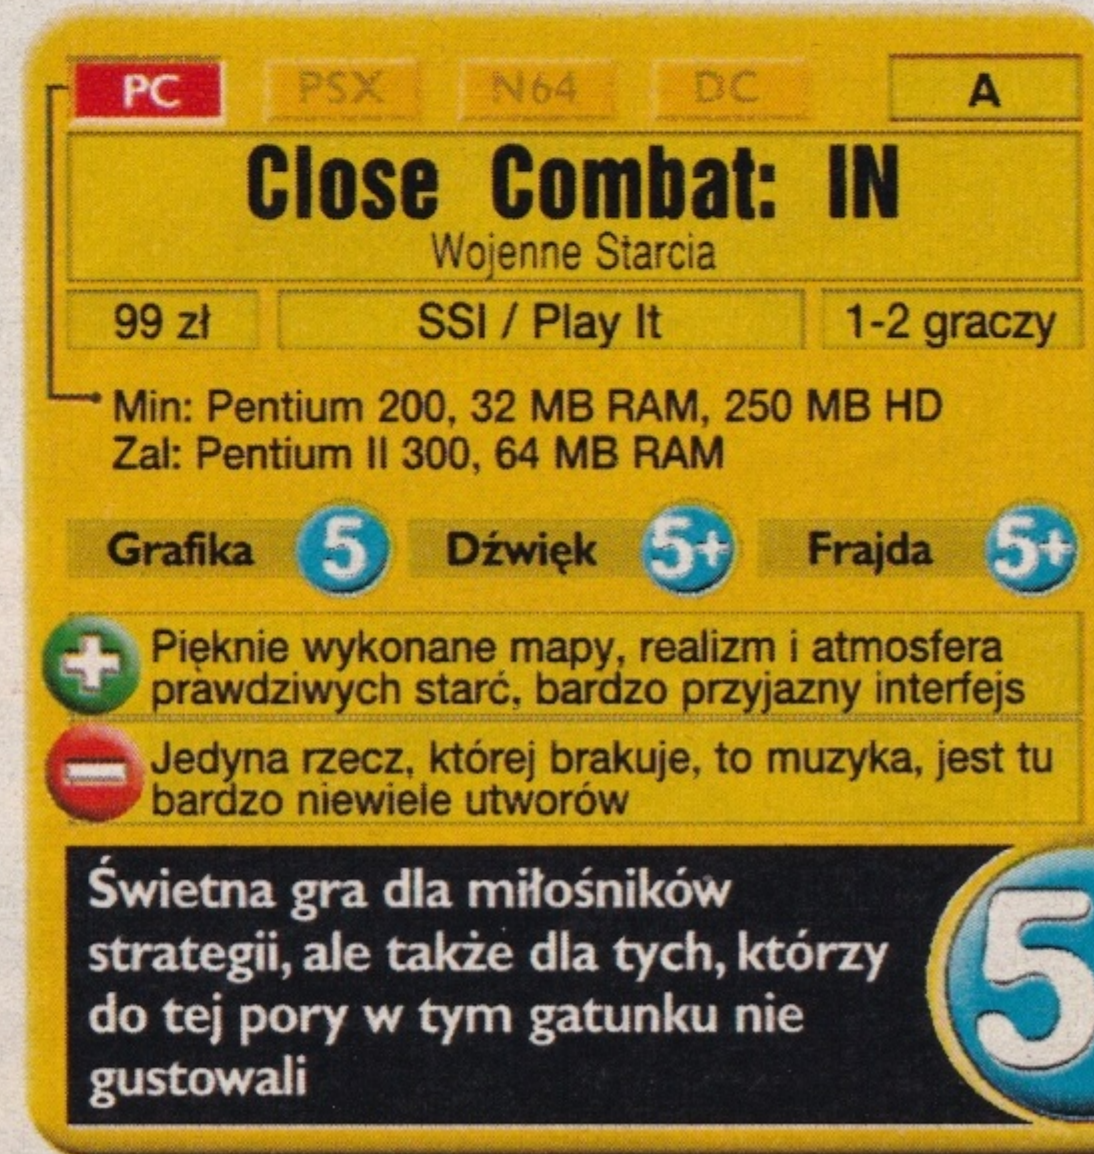 PC PSX N64 DC A
Close Combat: IN
Wojenne Starcia
99 zł SSI / Play It 1-2 graczy
Min: Pentium 200, 32 MB RAM, 250 MB HD
Zal: Pentium II 300, 64 MB RAM
Grafika 5 Dźwięk 5+ Frajda 5+
Pięknie wykonane mapy, realizm i atmosfera
prawdziwych starć, bardzo przyjazny interfejs
Jedyna rzecz, której brakuje, to muzyka, jest tu
bardzo niewiele utworów
Świetna gra dla miłośników
strategii, ale także dla tych, którzy
do tej pory w tym gatunku nie
gustowali
5